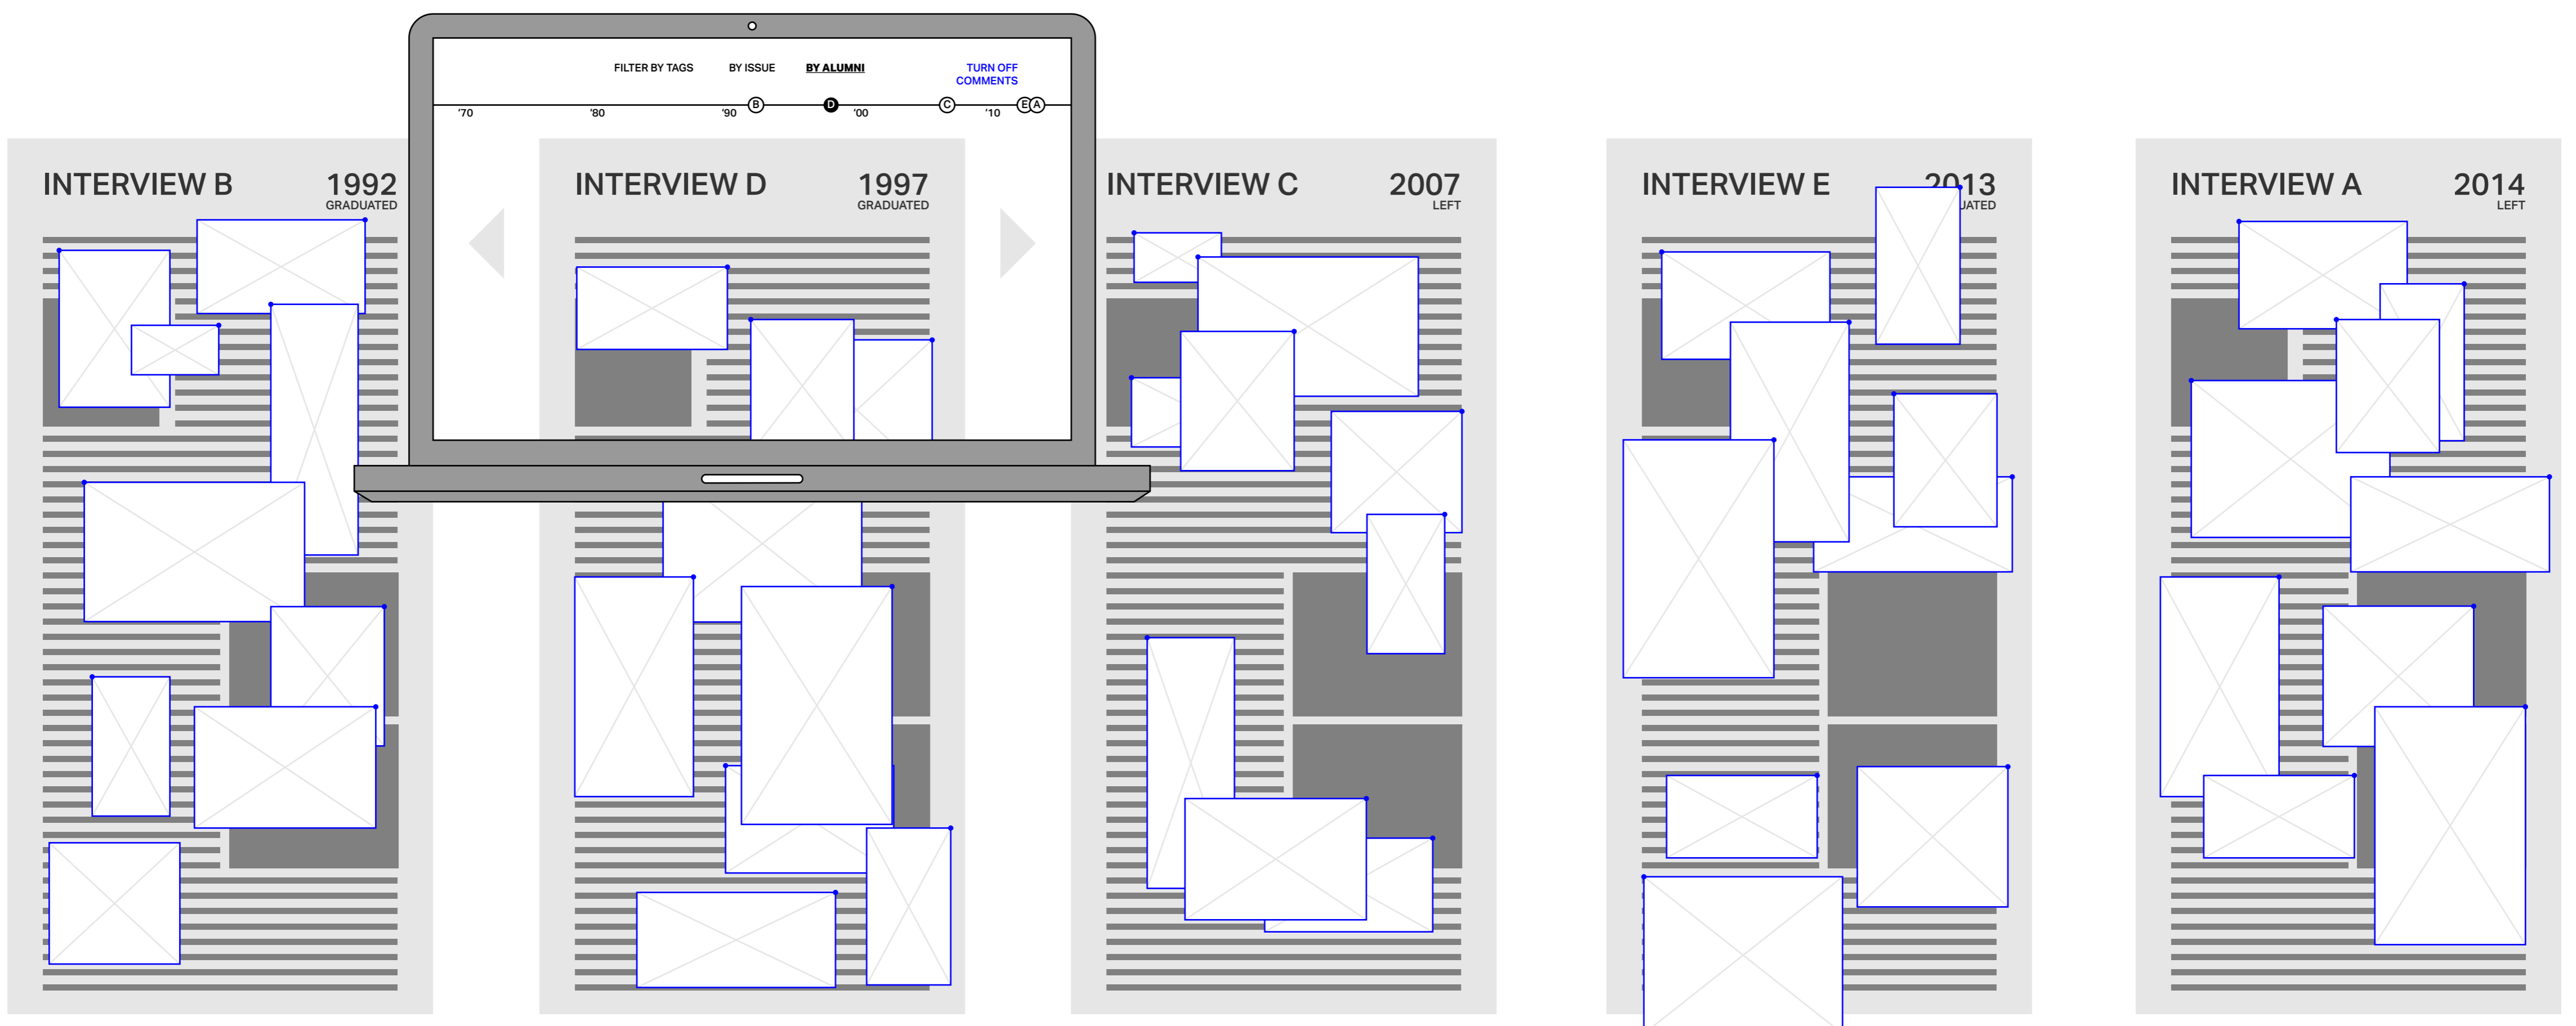 FILTER BY TAGS
BY ISSUE
BY ALUMNI
TURN OFF
COMMENTS
B
D
C
E
A
'70
'80
'90
'00
'10
INTERVIEW B
1992
GRADUATED
INTERVIEW D
1997
GRADUATED
INTERVIEW C
2007
LEFT
INTERVIEW E
2013
UATED
INTERVIEW A
2014
LEFT